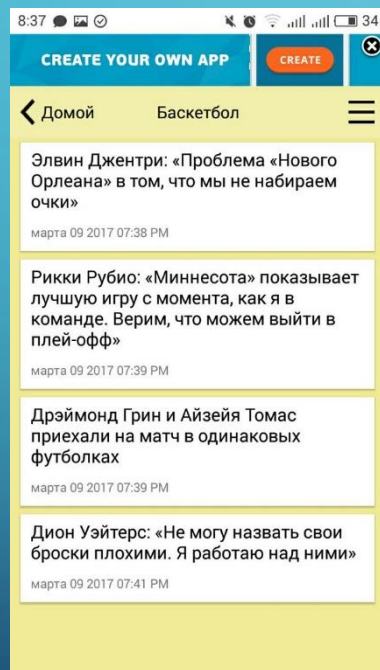 8:37
34
CREATE YOUR OWN APP
CREATE
Домой
Баскетбол
Элвин Джентри: «Проблема «Нового
Орлеана» в том, что мы не набираем
очки»
марта 09 2017 07:38 PM
Рикки Рубио: «Миннесота» показывает
лучшую игру с момента, как я в
команде. Верим, что можем выйти в
плей-офф»
марта 09 2017 07:39 PM
Дрэймонд Грин и Айзейя Томас
приехали на матч в одинаковых
футболках
марта 09 2017 07:39 PM
Дион Уэйтерс: «Не могу назвать свои
броски плохими. Я работаю над ними»
марта 09 2017 07:41 PM